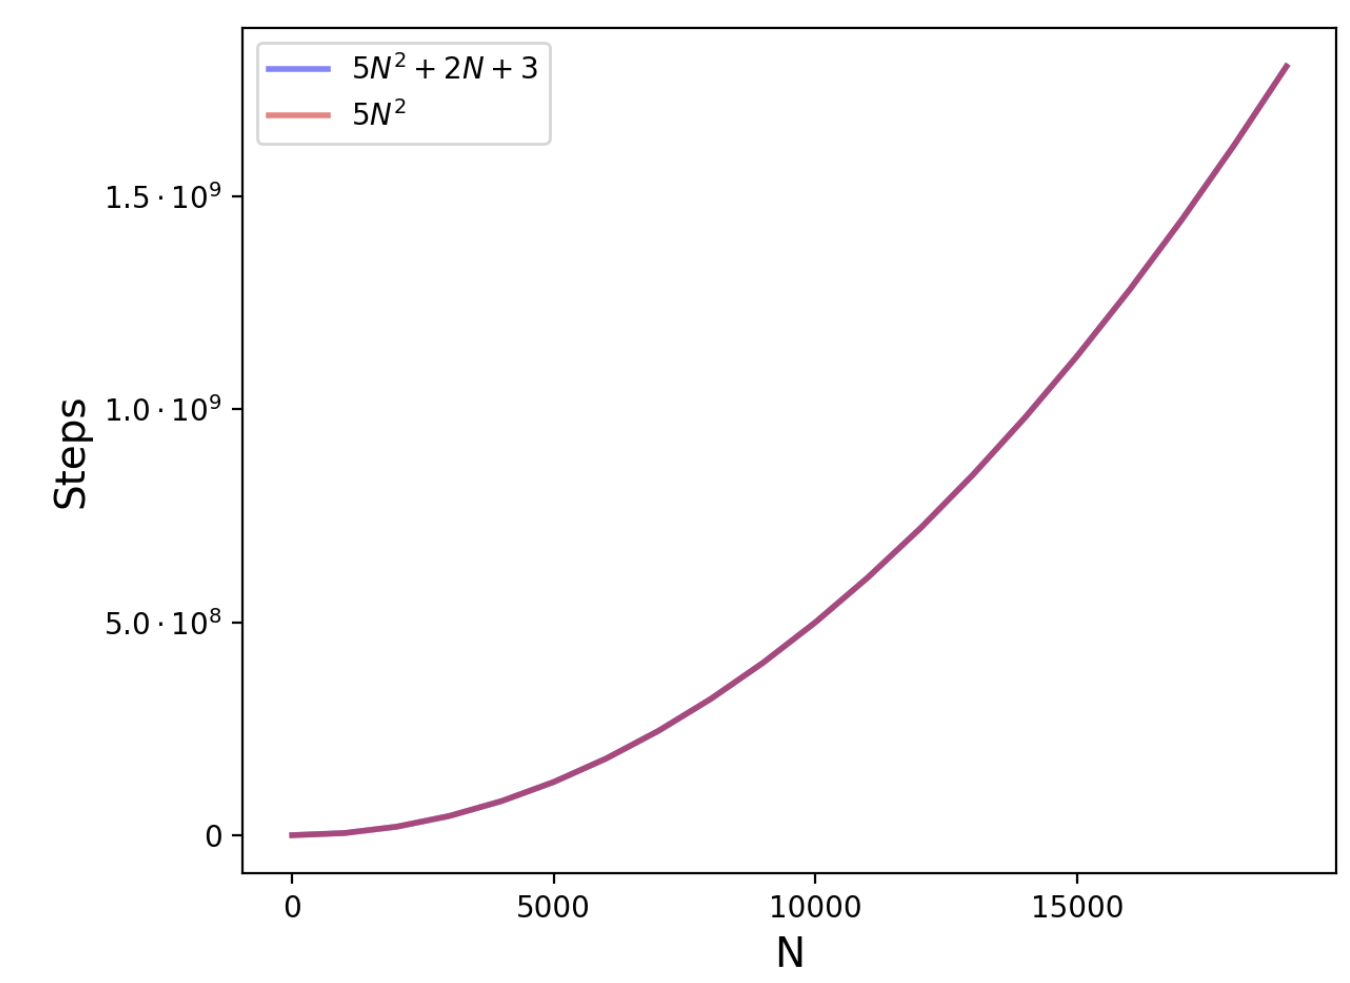 5N² + 2N + 3
5N²
1.5 · 10⁹
1.0 · 10⁹
5.0 · 10⁸
0
Steps
0 5000 10000 15000
N